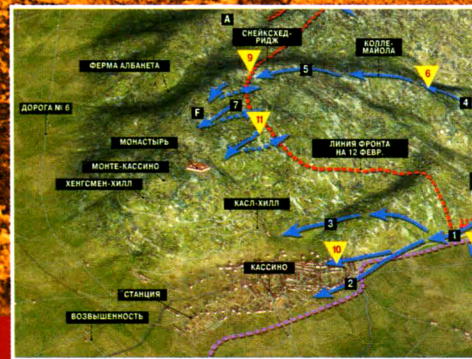 A
СНЕЙКСХЕД-
РИДЖ
КОЛЛЕ-
МАЙОЛА
ФЕРМА АЛБАНЕТА
9
5
6
4
ДОРОГА № 6
F
7
11
МОНАСТЫРЬ
ЛИНИЯ ФРОНТА
НА 12 ФЕВР.
МОНТЕ-КАССИНО
ХЕНГСМЕН-ХИЛЛ
КАСЛ-ХИЛЛ
3
1
10
КАССИНО
2
СТАНЦИЯ
ВОЗВЫШЕННОСТЬ